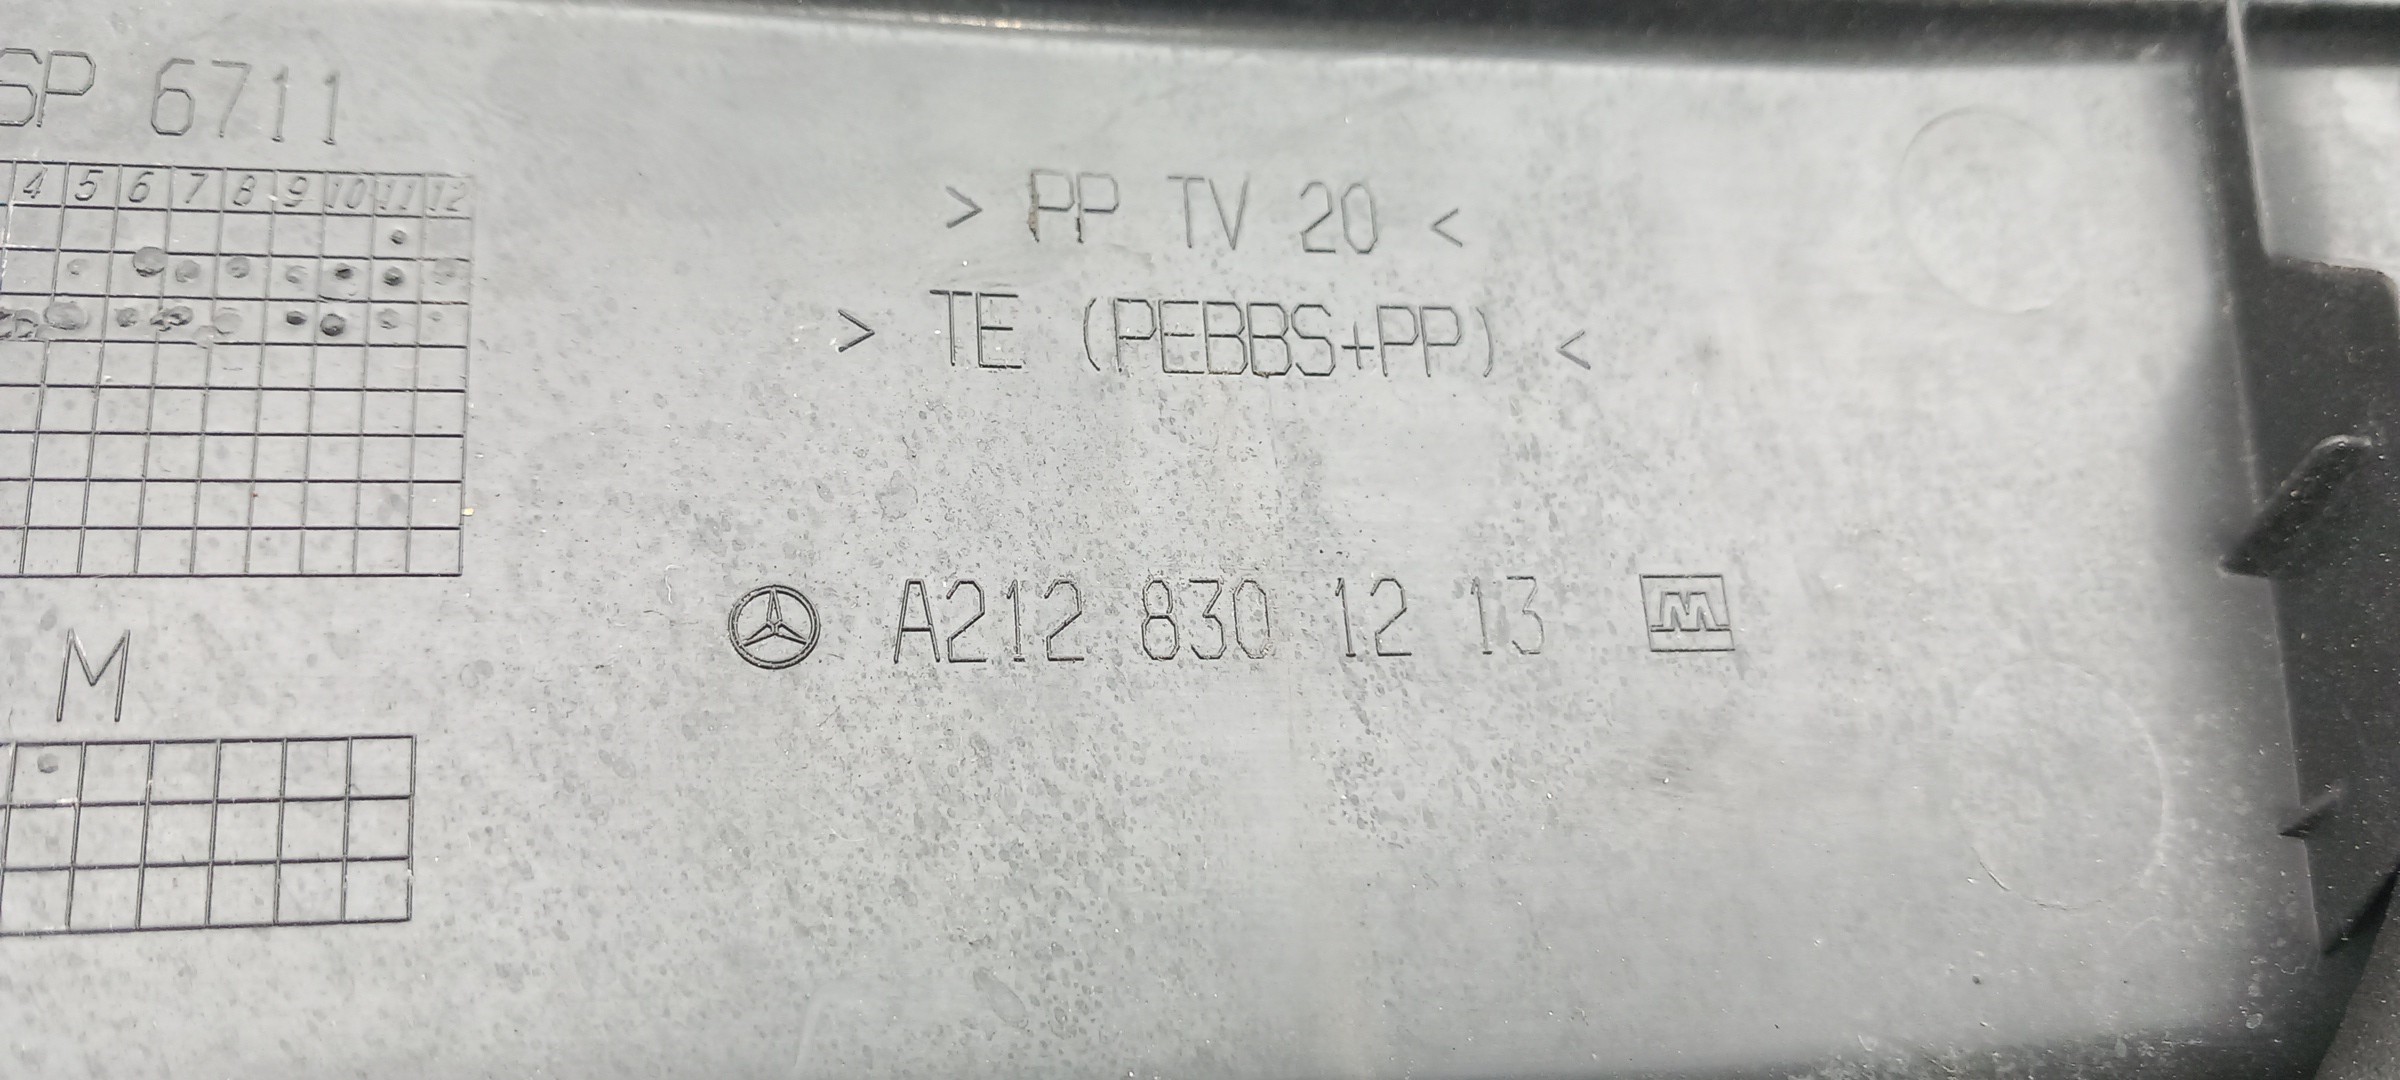 SP 6711
4 5 6 7 8 9 10 11 12
> PP TV 20 <
> TE (PEBBS+PP) <
A212 830 12 13 M
M